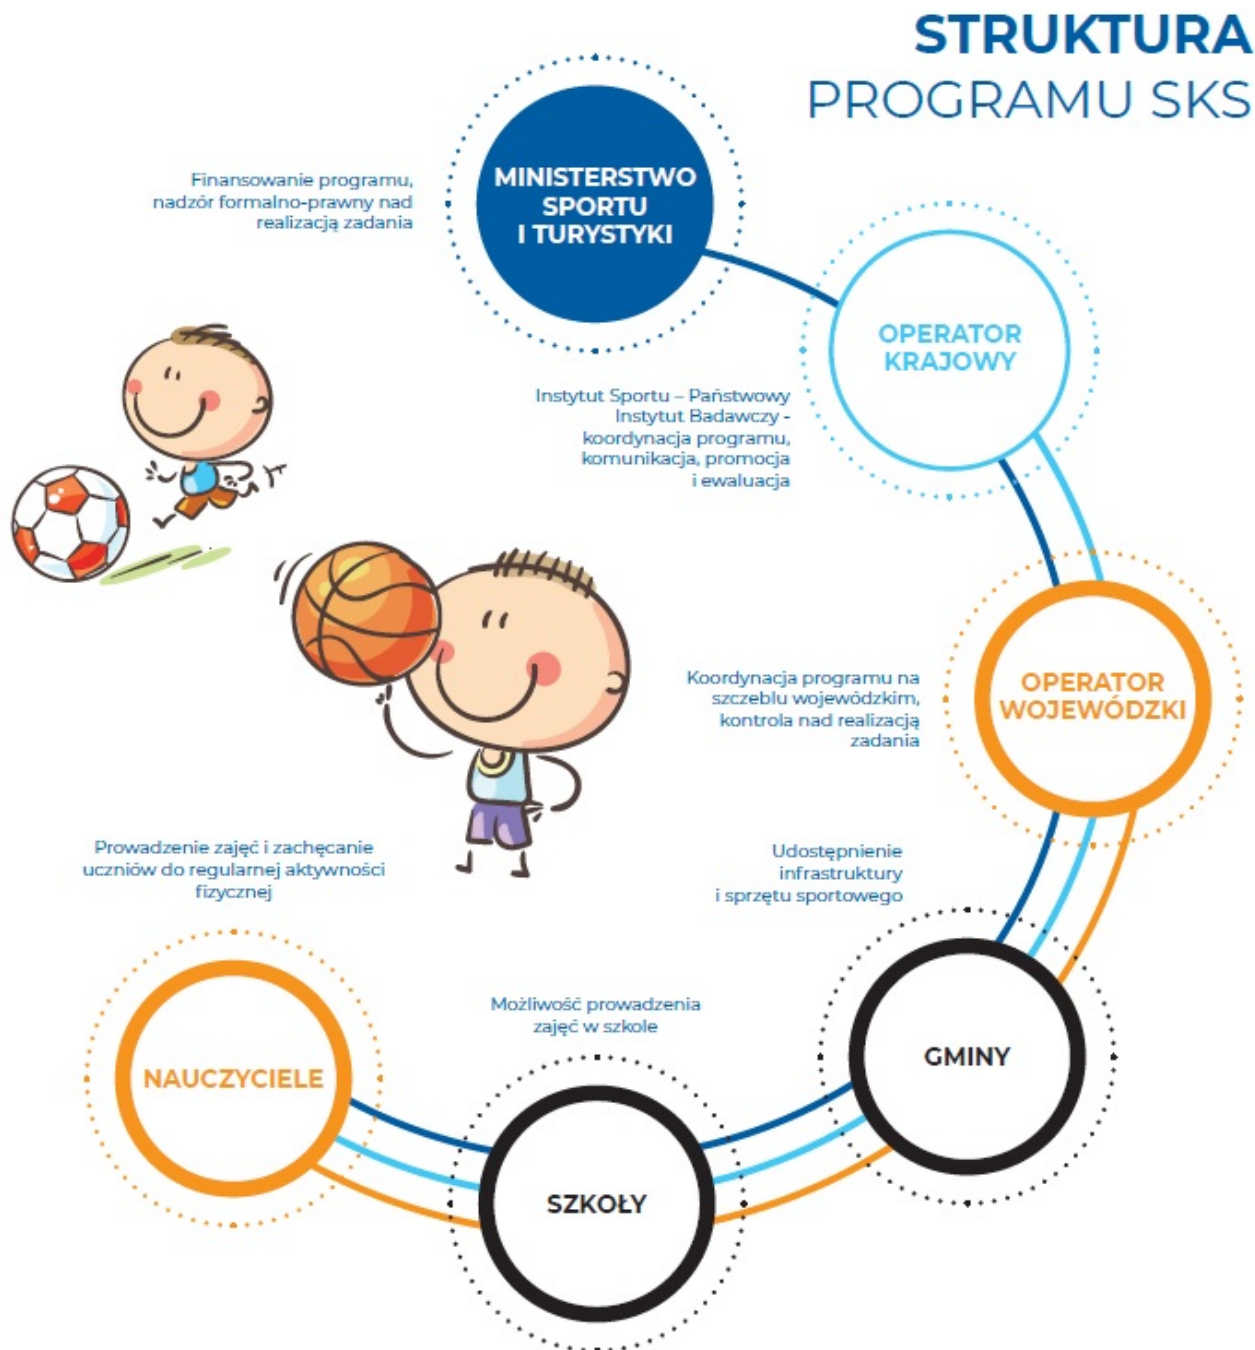 STRUKTURA
PROGRAMU SKS
Finansowanie programu,
nadzór formalno-prawny nad
realizacją zadania
MINISTERSTWO
SPORTU
I TURYSTYKI
OPERATOR
KRAJOWY
Instytut Sportu – Państwowy
Instytut Badawczy -
koordynacja programu,
komunikacja, promocja
i ewaluacja
Koordynacja programu na
szczeblu wojewódzkim,
kontrola nad realizacją
zadania
OPERATOR
WOJEWÓDZKI
Udostępnienie
infrastruktury
i sprzętu sportowego
GMINY
Możliwość prowadzenia
zajęć w szkole
SZKOŁY
Prowadzenie zajęć i zachęcanie
uczniów do regularnej aktywności
fizycznej
NAUCZYCIELE